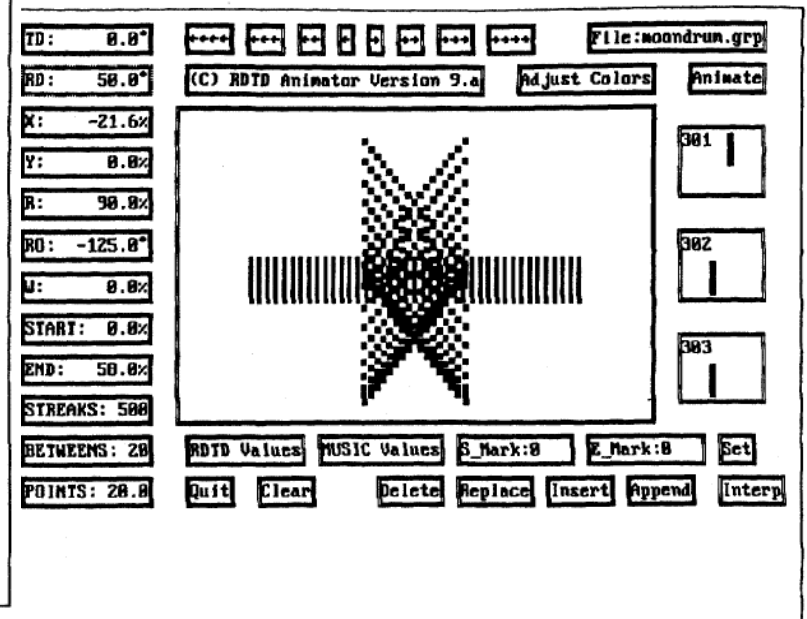 TD: 0.0° ←←←← ←←← ←← ← → →→ →→→ →→→→ File:moondrum.grp
RD: 50.0° (C) RDTD Animator Version 9.a Adjust Colors Animate
X: -21.6%
301
Y: 0.0%
R: 90.0%
RO: -125.0°
302
W: 0.0%
START: 0.0%
303
END: 50.0%
STREAKS: 500
BETWEENS: 20 RDTD Values MUSIC Values S_Mark:0 E_Mark:0 Set
POINTS: 20.0 Quit Clear Delete Replace Insert Append Interp